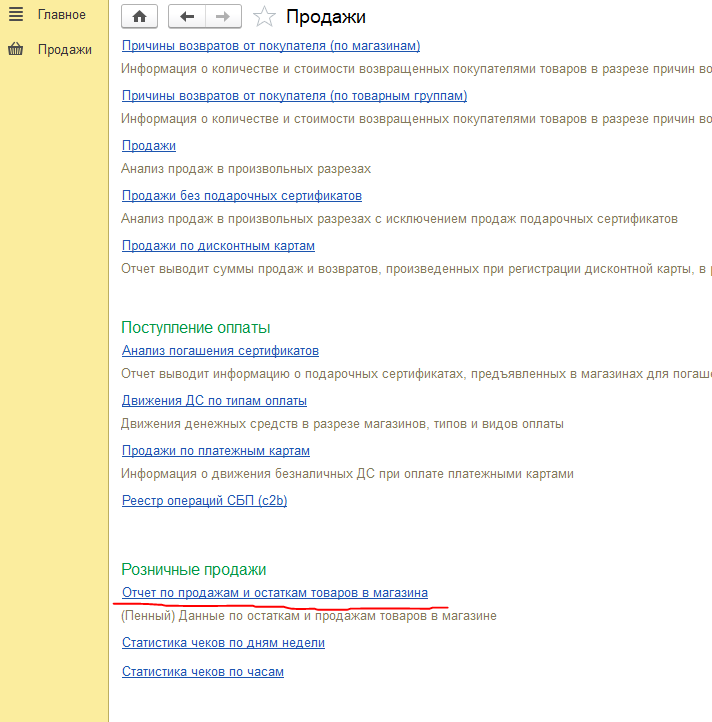 Главное
Продажи
Продажи
Причины возвратов от покупателя (по магазинам)
Информация о количестве и стоимости возвращенных покупателями товаров в разрезе причин
Причины возвратов от покупателя (по товарным группам)
Информация о количестве и стоимости возвращенных покупателями товаров в разрезе причин
Продажи
Анализ продаж в произвольных разрезах
Продажи без подарочных сертификатов
Анализ продаж в произвольных разрезах с исключением продаж подарочных сертификатов
Продажи по дисконтным картам
Отчет выводит суммы продаж и возвратов, произведенных при регистрации дисконтной карты, в
Поступление оплаты
Анализ погашения сертификатов
Отчет выводит информацию о подарочных сертификатах, предъявленных в магазинах для
Движения ДС по типам оплаты
Движения денежных средств в разрезе магазинов, типов и видов оплаты
Продажи по платежным картам
Информация о движения безналичных ДС при оплате платежными картами
Реестр операций СБП (c2b)
Розничные продажи
Отчет по продажам и остаткам товаров в магазина
(Пенный) Данные по остаткам и продажам товаров в магазине
Статистика чеков по дням недели
Статистика чеков по часам